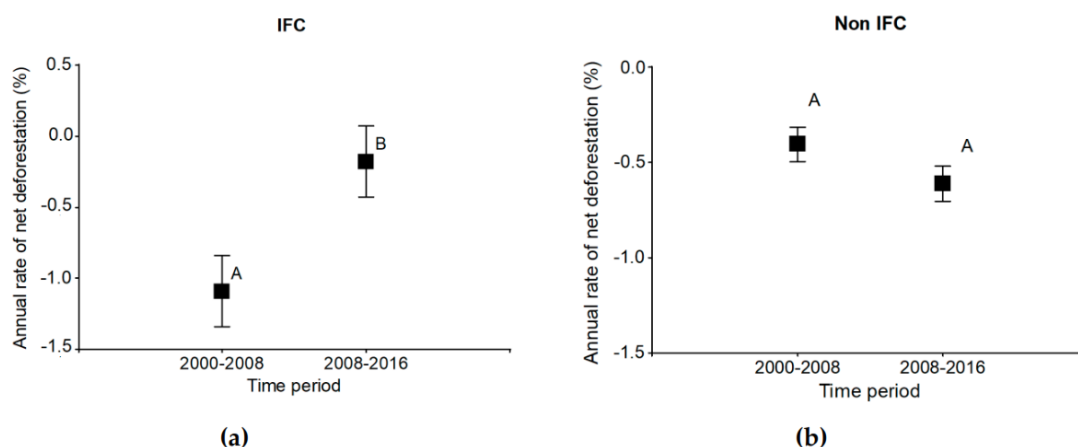 IFC
Annual rate of net deforestation (%)
0.5
0.0
-0.5
-1.0
-1.5
A
B
2000-2008 2008-2016
Time period
(a)
Non IFC
Annual rate of net deforestation (%)
0.0
-0.5
-1.0
-1.5
A
A
2000-2008 2008-2016
Time period
(b)